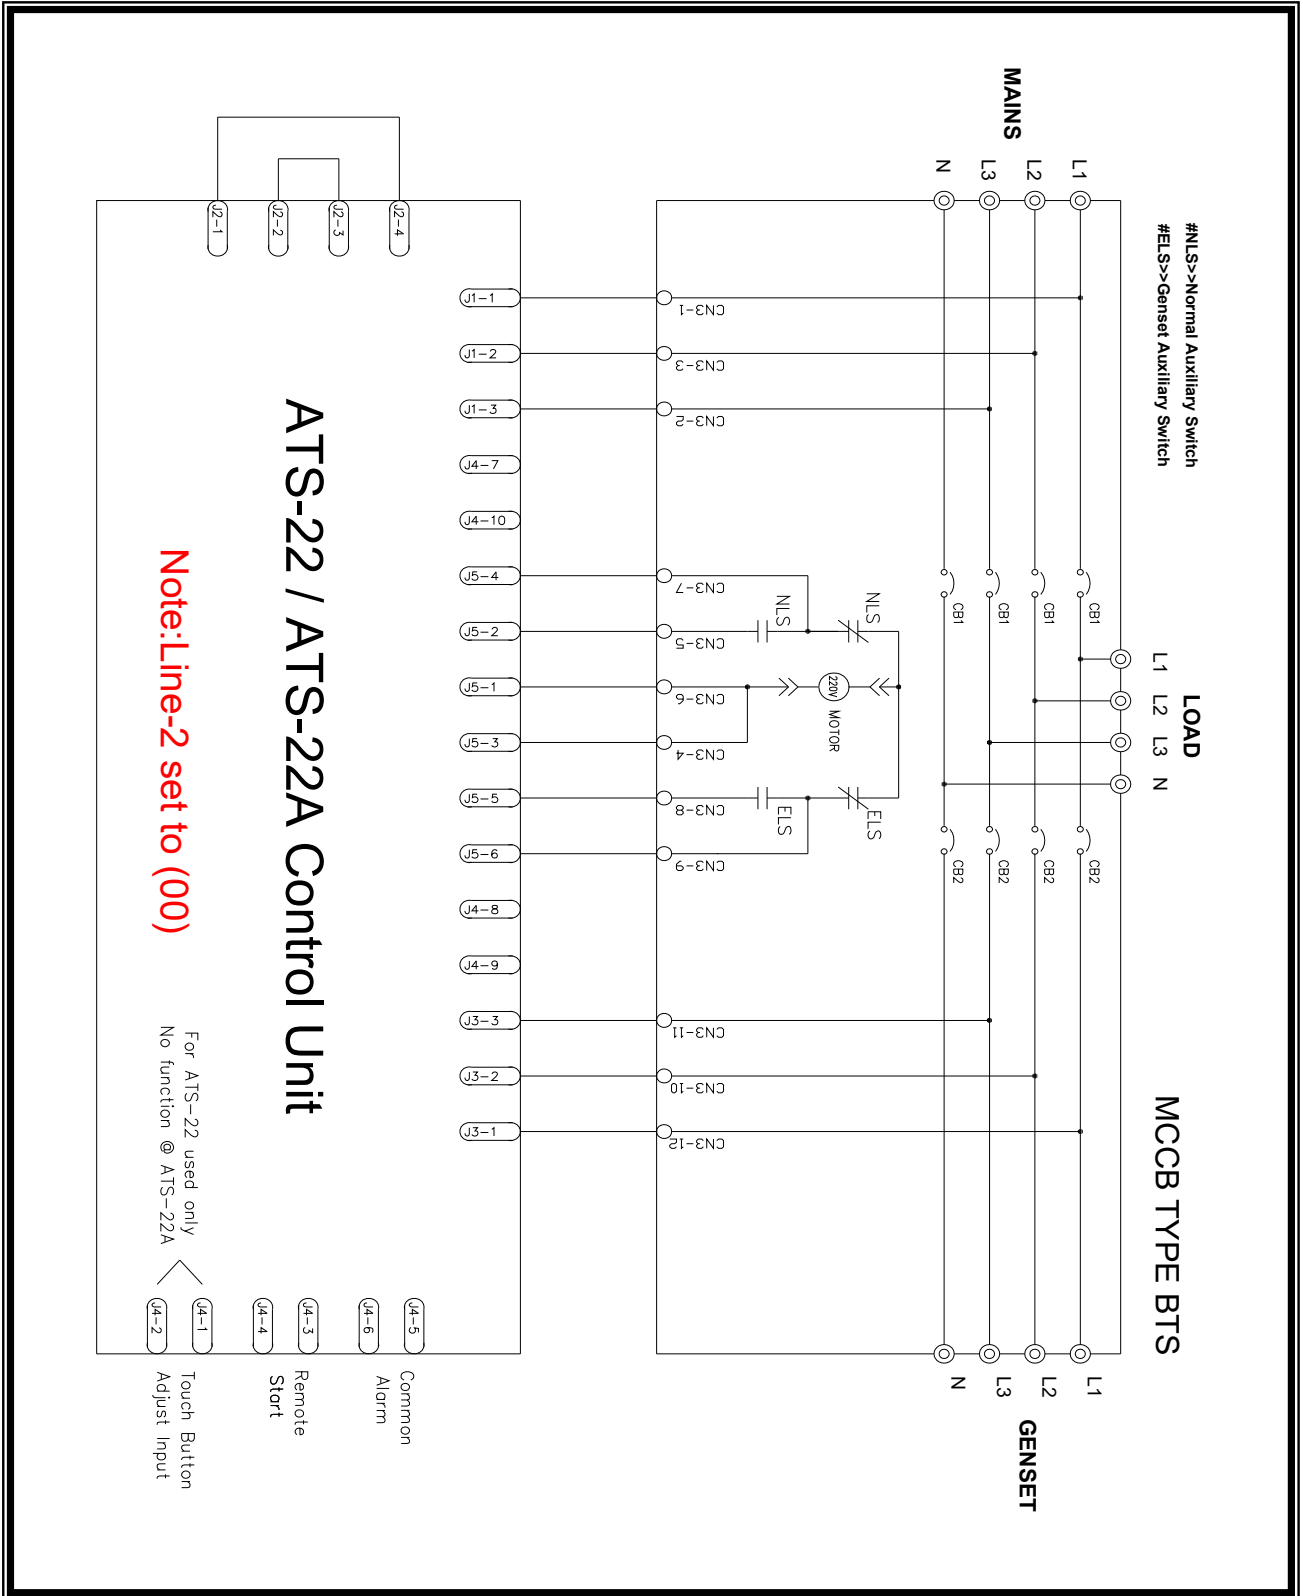 #NLS>>Normal Auxiliary Switch
#ELS>>Genset Auxiliary Switch
MCCB TYPE BTS
LOAD
L1
L2
L3
N
MAINS
L1
L2
L3
N
CB1
CB1
CB1
CB1
CB2
CB2
CB2
CB2
GENSET
L1
L2
L3
N
NLS
ELS
220V
MOTOR
NLS
ELS
CN3-1
CN3-3
CN3-2
CN3-7
CN3-5
CN3-6
CN3-4
CN3-8
CN3-9
CN3-11
CN3-10
CN3-12
J1-1
J1-2
J1-3
J4-7
J4-10
J5-4
J5-2
J5-1
J5-3
J5-5
J5-6
J4-8
J4-9
J3-3
J3-2
J3-1
J2-4
J2-3
J2-2
J2-1
ATS-22 / ATS-22A Control Unit
Note:Line-2 set to (00)
For ATS-22 used only
No function @ ATS-22A
J4-5
J4-6
J4-3
J4-4
J4-1
J4-2
Common
Alarm
Remote
Start
Touch Button
Adjust Input